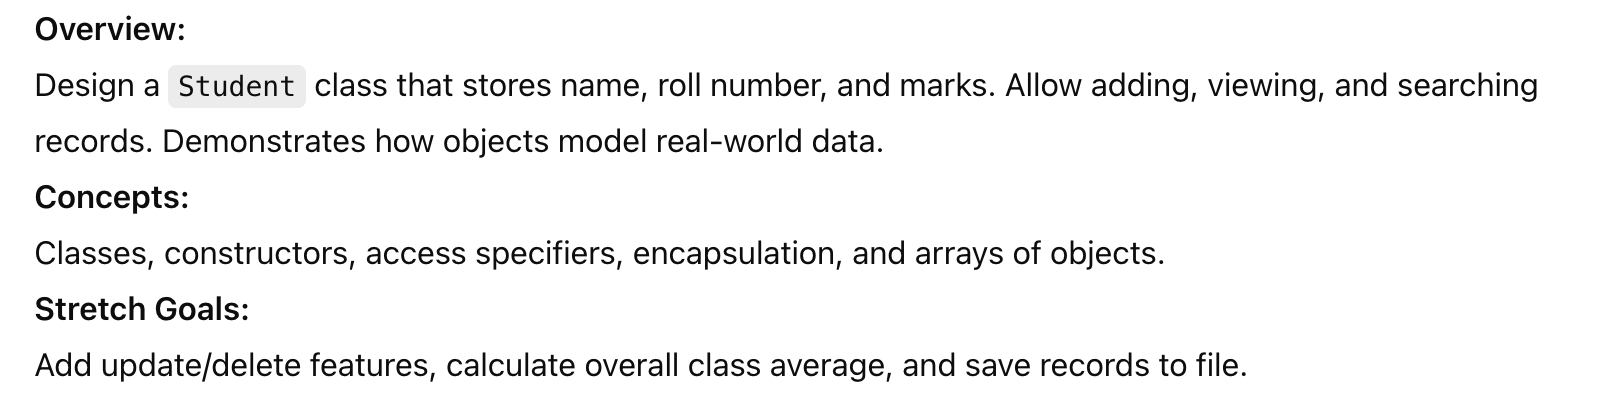 Overview:
Design a Student class that stores name, roll number, and marks. Allow adding, viewing, and searching
records. Demonstrates how objects model real-world data.
Concepts:
Classes, constructors, access specifiers, encapsulation, and arrays of objects.
Stretch Goals:
Add update/delete features, calculate overall class average, and save records to file.